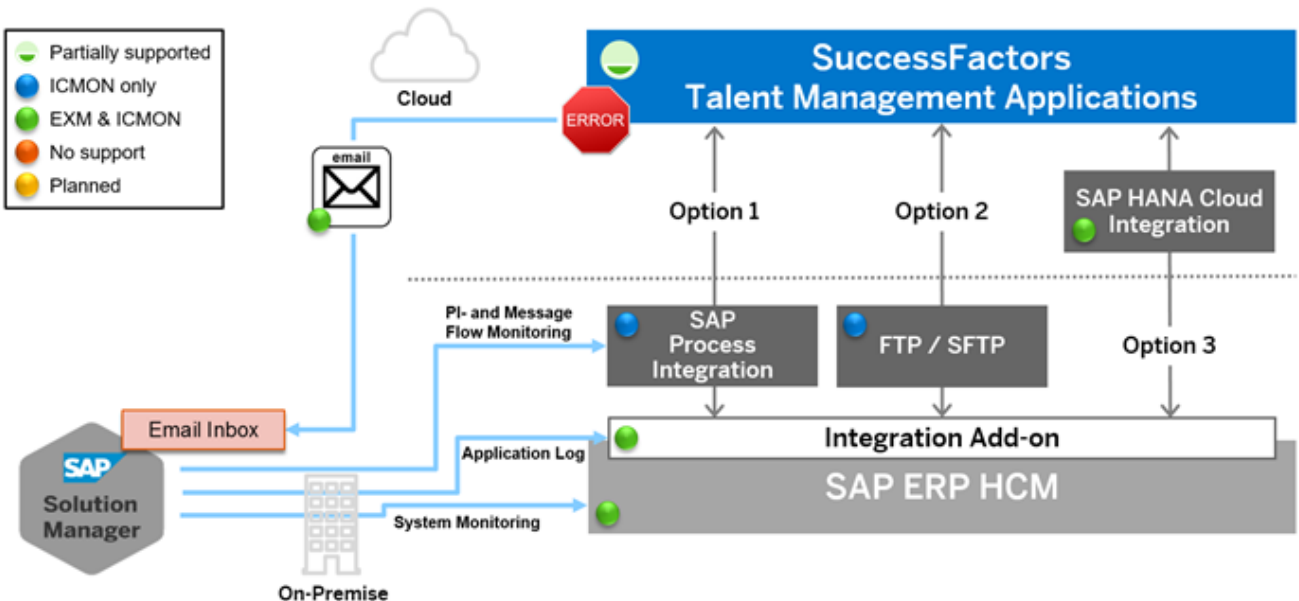 Partially supported
ICMON only
EXM & ICMON
No support
Planned
Cloud
SuccessFactors
Talent Management Applications
ERROR
email
Option 1
Option 2
SAP HANA Cloud
Integration
PI- and Message
Flow Monitoring
SAP
Process
Integration
FTP / SFTP
Option 3
Email Inbox
Integration Add-on
Application Log
SAP ERP HCM
SAP
Solution
Manager
System Monitoring
On-Premise